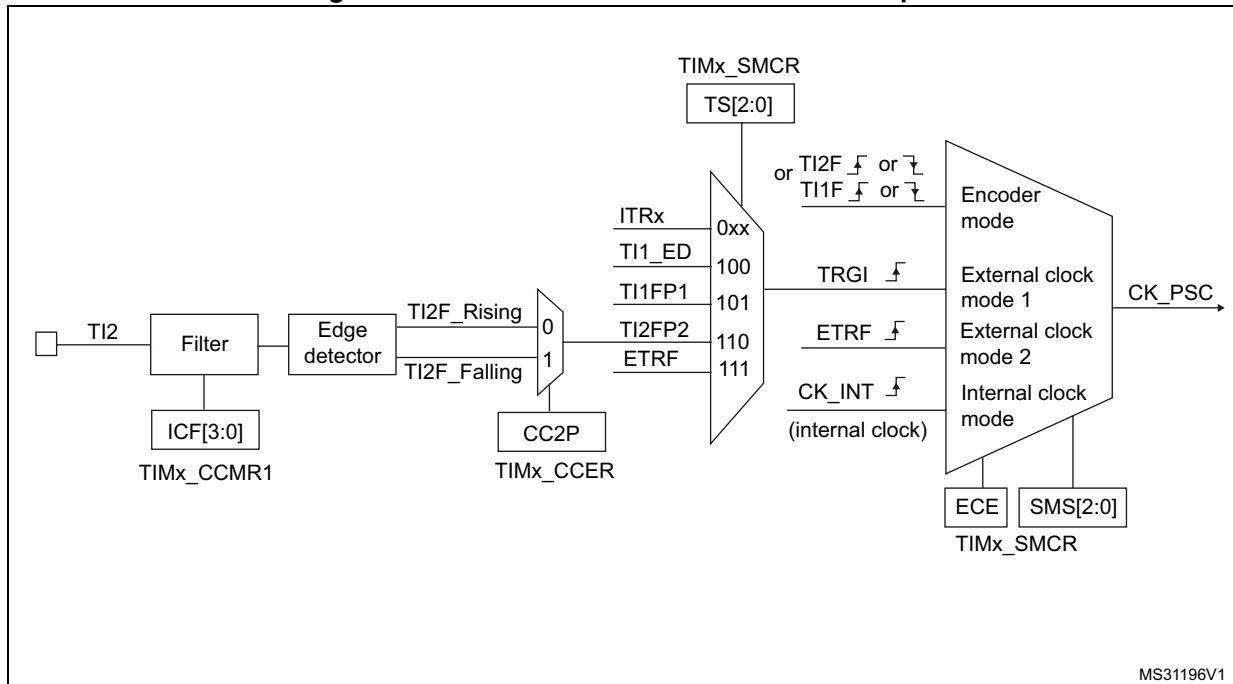 TIMx_SMCR
TS[2:0]
or TI2F or
TI1F or
Encoder
mode
ITRx
0xx
TI1_ED
100
TRGI
External clock
mode 1
CK_PSC
TI1FP1
101
TI2
Filter
Edge
detector
TI2F_Rising
0
TI2F_Falling
1
TI2FP2
110
ETRF
111
ETRF
External clock
mode 2
CK_INT
(internal clock)
Internal clock
mode
ICF[3:0]
TIMx_CCMR1
CC2P
TIMx_CCER
ECE
SMS[2:0]
TIMx_SMCR
MS31196V1